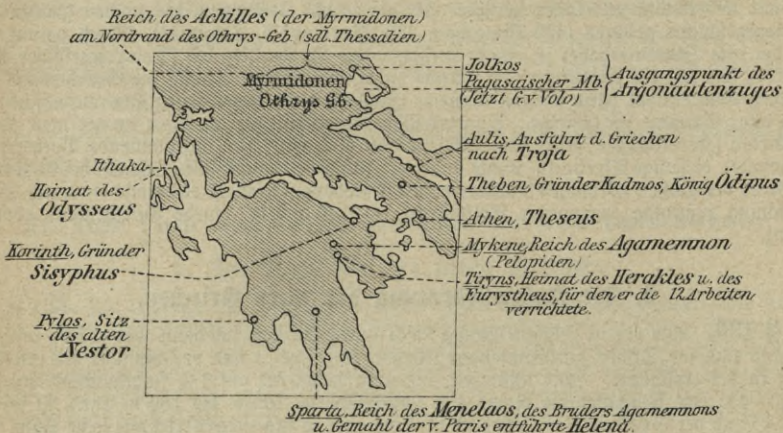 Reich des Achilles (der Myrmidonen)
am Nordrand des Othrys-Geb. (sdl. Thessalien)
Myrmidonen
Othrys Gb.
Jolkos
Pagasaischer Mb.
(Jetzt G. v. Volo)
Ausgangspunkt des
Argonautenzuges
Aulis, Ausfahrt d. Griechen
nach Troja
Theben, Gründer Kadmos, König Ödipus
Athen, Theseus
Mykene, Reich des Agamemnon
(Pelopiden)
Tiryns, Heimat des Herakles u. des
Eurystheus, für den er die 12 Arbeiten
verrichtete.
Ithaka
Heimat des
Odysseus
Korinth, Gründer
Sisyphus
Pylos, Sitz
des alten
Nestor
Sparta, Reich des Menelaos, des Bruders Agamemnons
u. Gemahl der v. Paris entführte Helena.